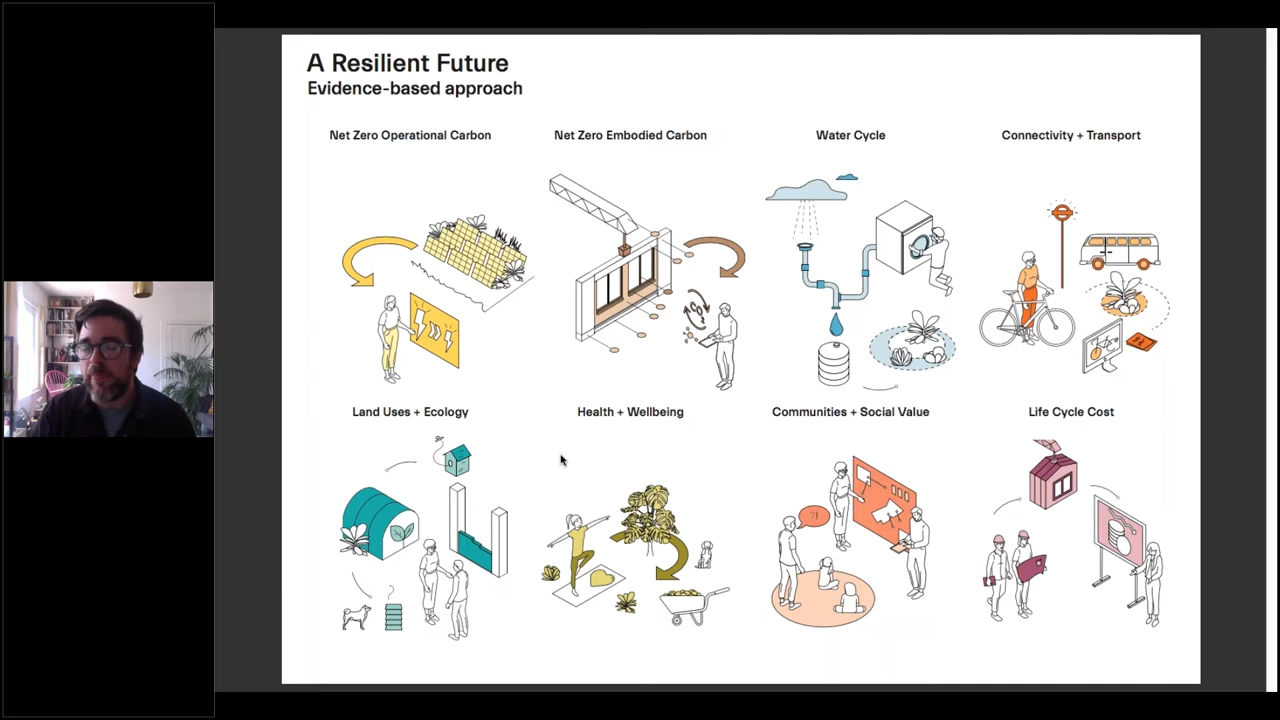 A Resilient Future
Evidence-based approach
Net Zero Operational Carbon
Net Zero Embodied Carbon
Water Cycle
Connectivity + Transport
Land Uses + Ecology
Health + Wellbeing
Communities + Social Value
Life Cycle Cost
?!